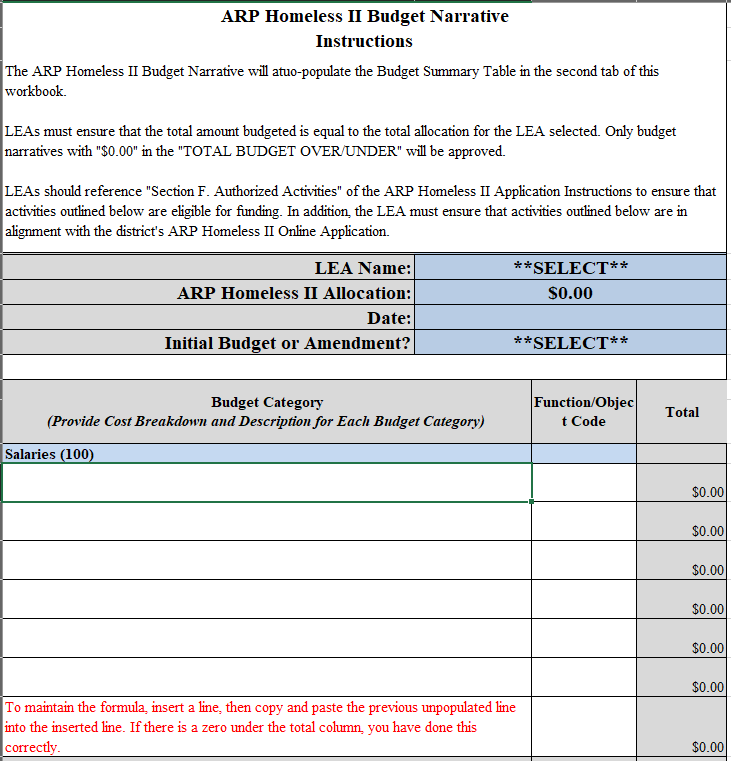 ARP Homeless II Budget Narrative
Instructions
The ARP Homeless II Budget Narrative will atuo-populate the Budget Summary Table in the second tab of this
workbook.
LEAs must ensure that the total amount budgeted is equal to the total allocation for the LEA selected. Only budget
narratives with "$0.00" in the "TOTAL BUDGET OVER/UNDER" will be approved.
LEAs should reference "Section F. Authorized Activities" of the ARP Homeless II Application Instructions to ensure that
activities outlined below are eligible for funding. In addition, the LEA must ensure that activities outlined below are in
alignment with the district's ARP Homeless II Online Application.
LEA Name: **SELECT**
ARP Homeless II Allocation: $0.00
Date:
Initial Budget or Amendment? **SELECT**
Budget Category
(Provide Cost Breakdown and Description for Each Budget Category)
Function/Objec
t Code
Total
Salaries (100)
$0.00
$0.00
$0.00
$0.00
$0.00
$0.00
To maintain the formula, insert a line, then copy and paste the previous unpopulated line
into the inserted line. If there is a zero under the total column, you have done this
correctly.
$0.00